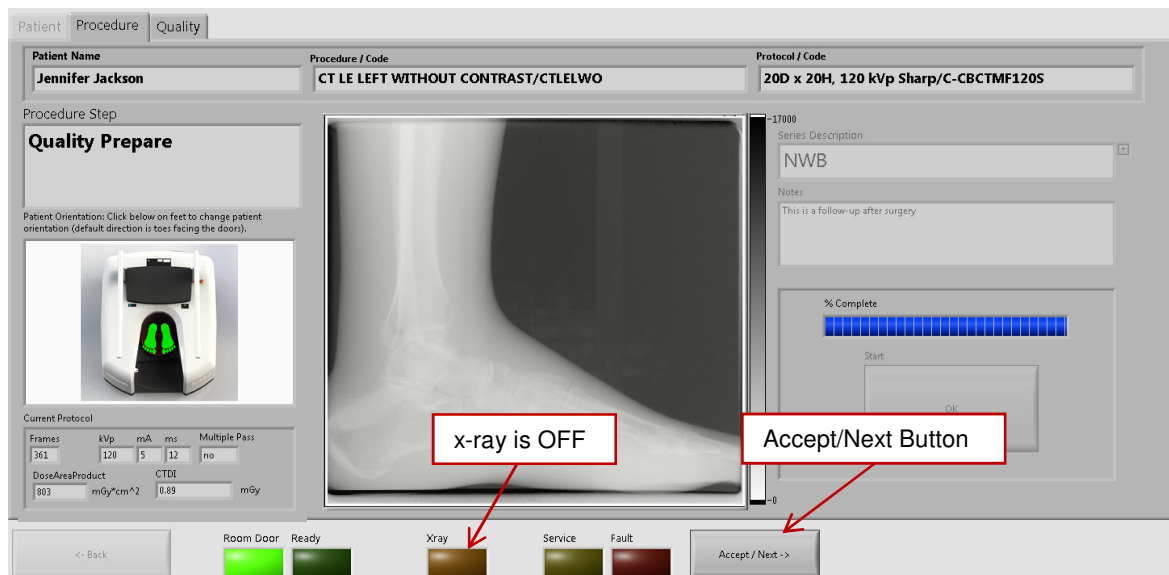 Patient Procedure Quality
Patient Name
Jennifer Jackson
Procedure / Code
CT LE LEFT WITHOUT CONTRAST/CTLELWO
Protocol / Code
20D x 20H, 120 kVp Sharp/C-CBCTMF120S
Procedure Step
Quality Prepare
Patient Orientation: Click below on feet to change patient
orientation (default direction is toes facing the doors).
Current Protocol
Frames kVp mA ms Multiple Pass
361 120 5 12 no
DoseAreaProduct CTDI
803 mGy*cm^2 0.89 mGy
-17000
-0
Series Description
NWB
Notes
This is a follow-up after surgery
% Complete
Start
OK
x-ray is OFF
Accept/Next Button
<- Back
Room Door Ready Xray Service Fault
Accept / Next ->